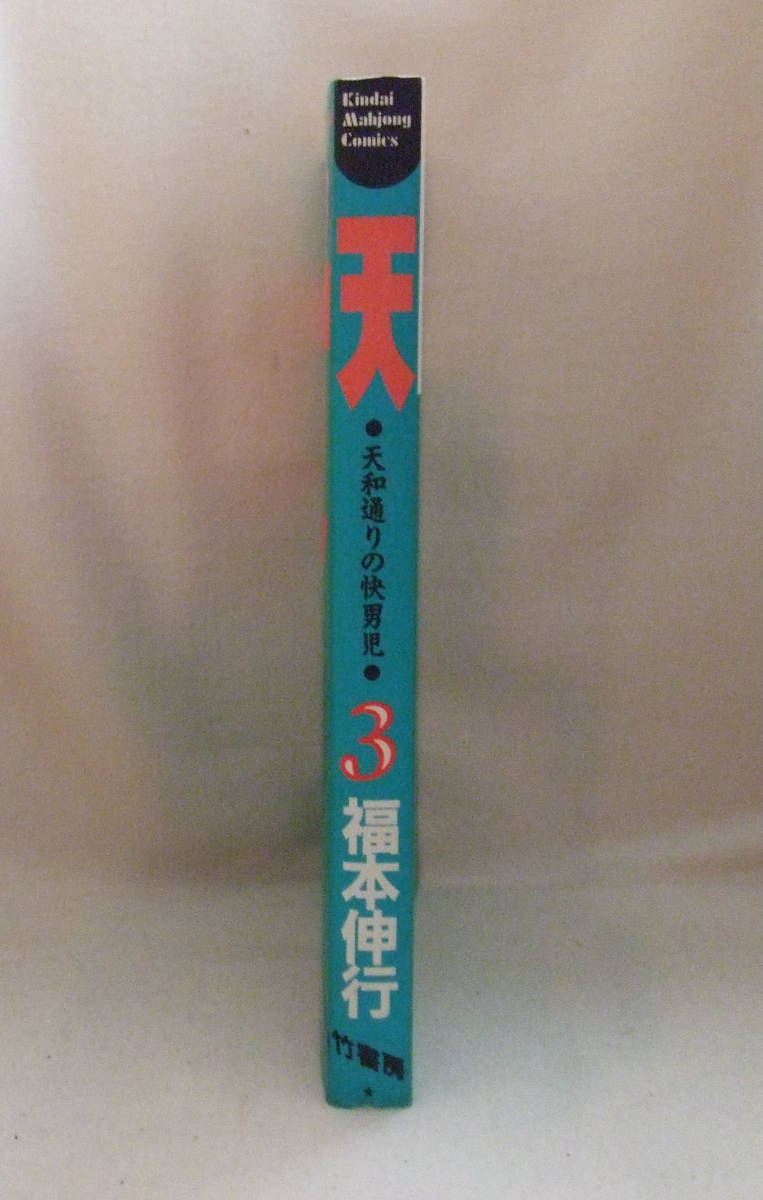 Kindai
Mahjong
Comics
天
●天和通りの快男児●
3
福本伸行
竹書房
★